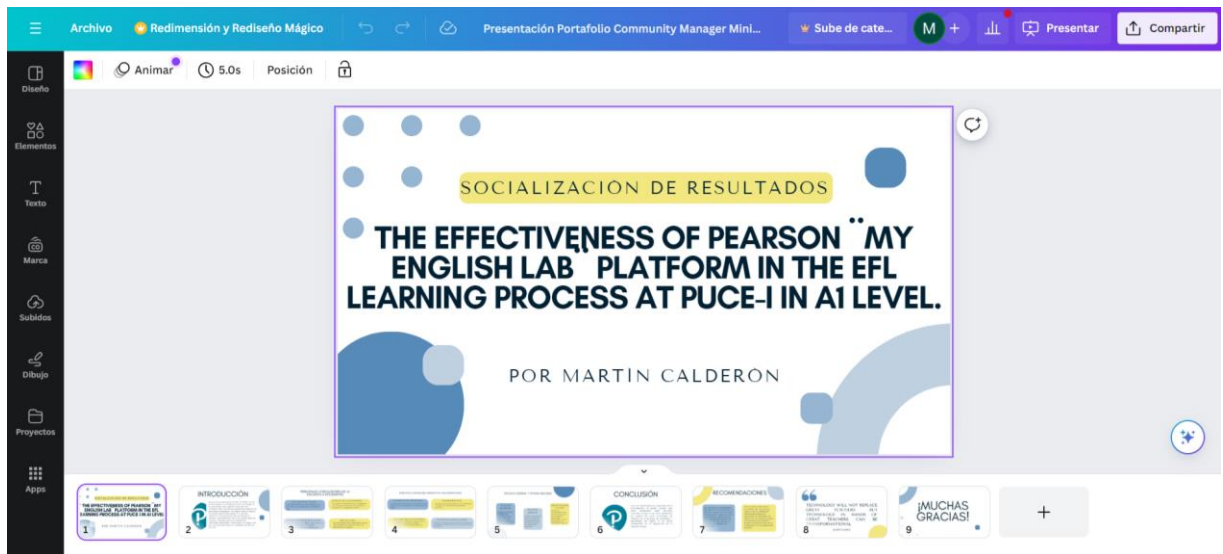 Archivo
Redimensión y Rediseño Mágico
Presentación Portafolio Community Manager Mini...
Sube de cate...
M
+
Presentar
Compartir
Animar
5.0s
Posición
Diseño
Elementos
Texto
Marca
Subidos
Dibujo
Proyectos
Apps
SOCIALIZACIÓN DE RESULTADOS
THE EFFECTIVENESS OF PEARSON ¨MY
ENGLISH LAB¨ PLATFORM IN THE EFL
LEARNING PROCESS AT PUCE-I IN A1 LEVEL.
POR MARTÍN CALDERÓN
1
INTRODUCCIÓN
2
3
4
5
CONCLUSIÓN
6
RECOMENDACIONES
7
8
¡MUCHAS
GRACIAS!
9
+